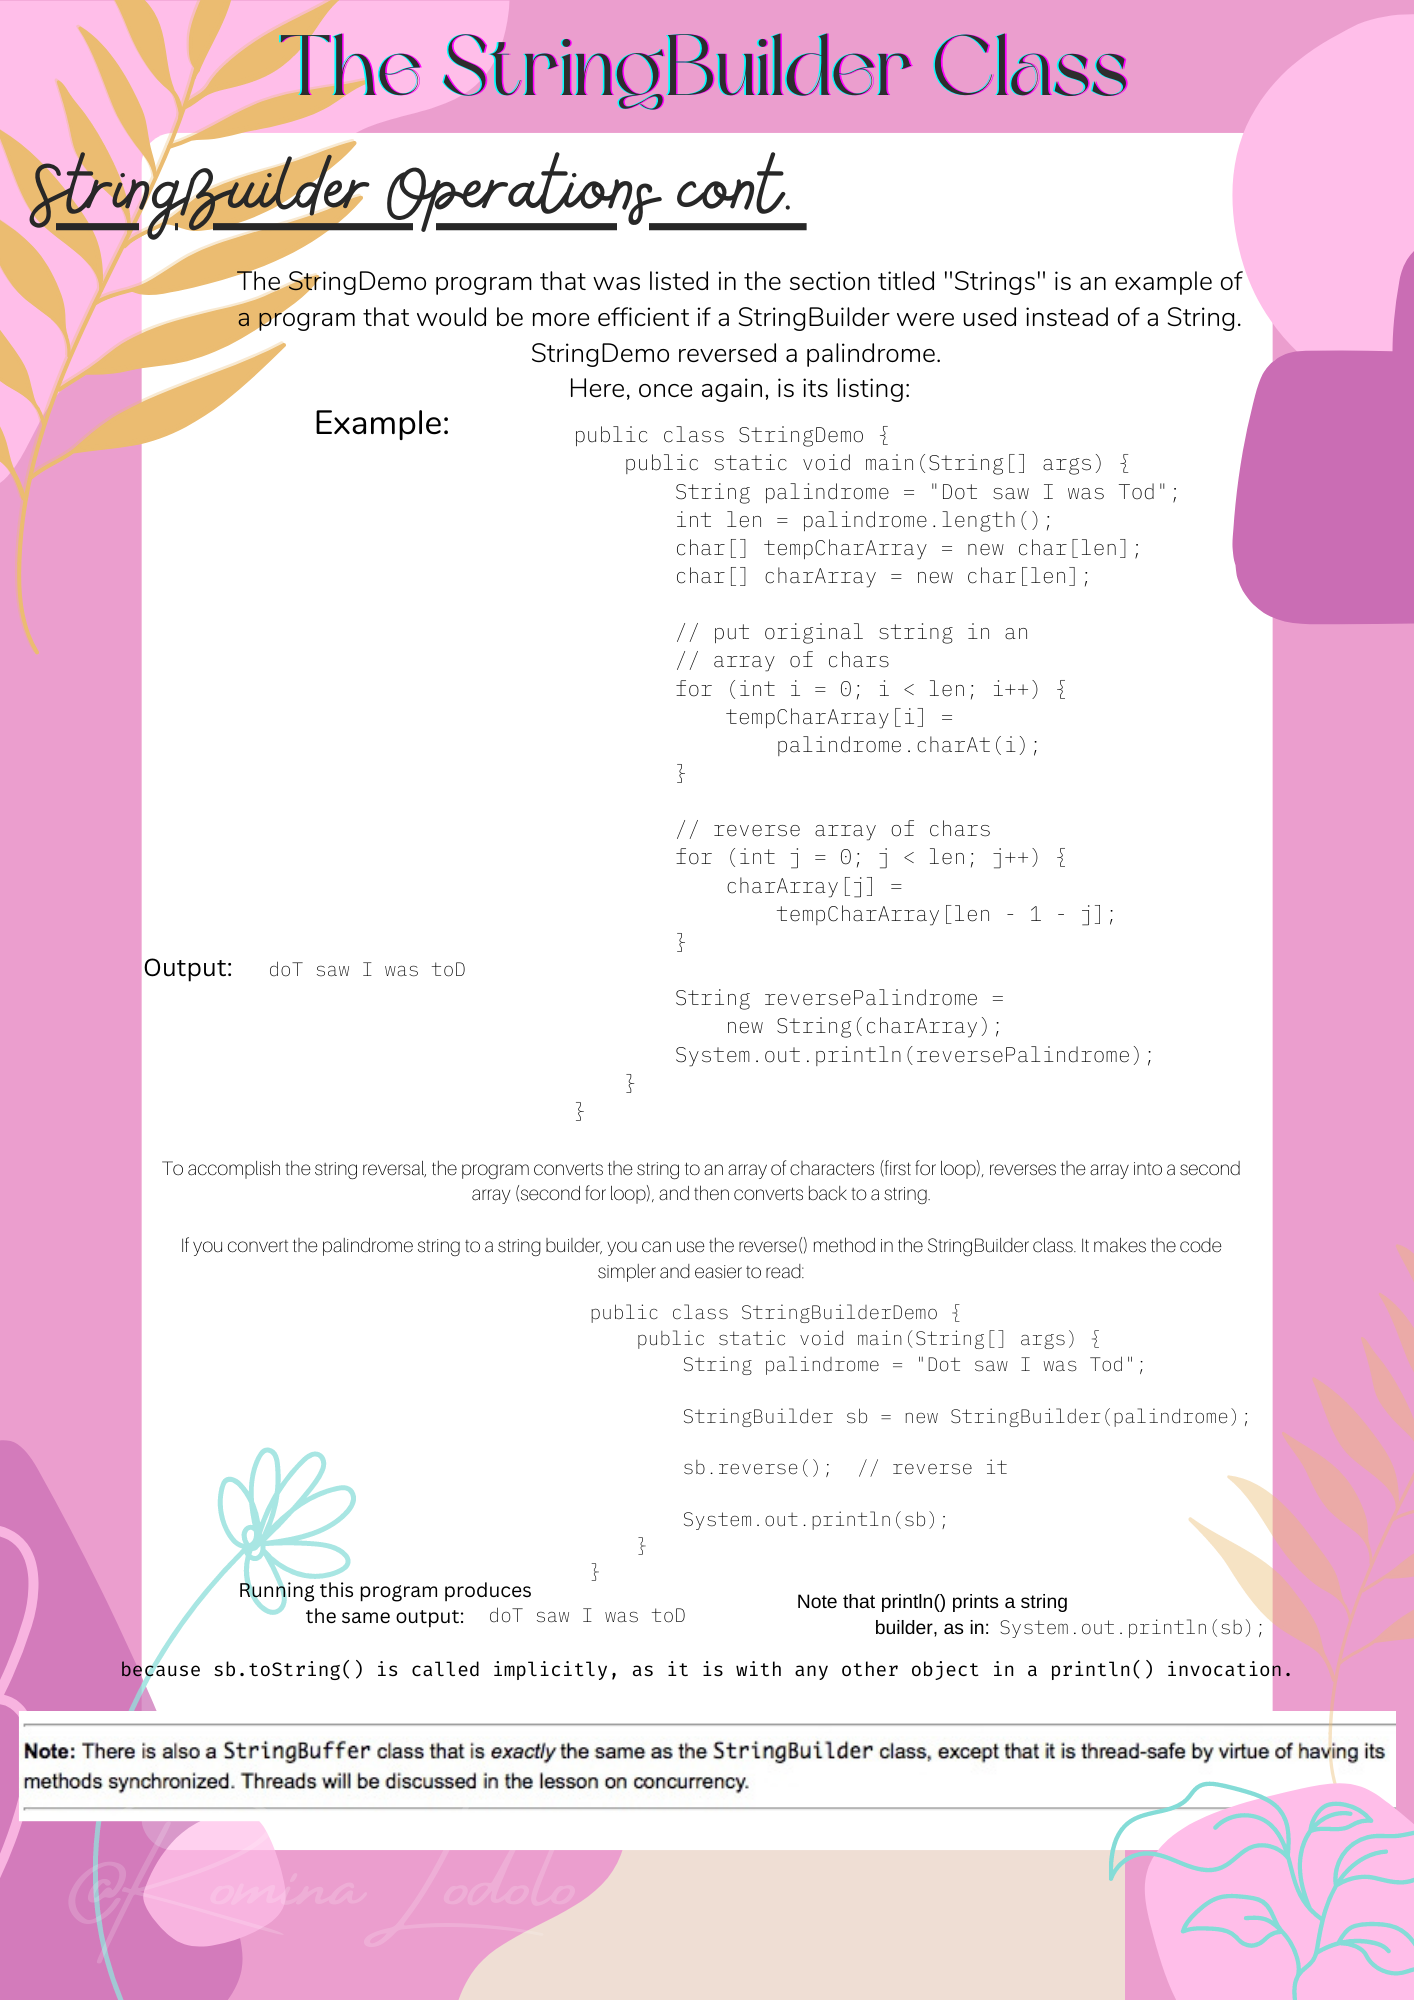 The StringBuilder Class
StringBuilder Operations cont.
The StringDemo program that was listed in the section titled "Strings" is an example of
a program that would be more efficient if a StringBuilder were used instead of a String.
StringDemo reversed a palindrome.
Here, once again, is its listing:
Example:
public class StringDemo {
    public static void main(String[] args) {
        String palindrome = "Dot saw I was Tod";
        int len = palindrome.length();
        char[] tempCharArray = new char[len];
        char[] charArray = new char[len];

        // put original string in an
        // array of chars
        for (int i = 0; i < len; i++) {
            tempCharArray[i] =
                palindrome.charAt(i);
        }

        // reverse array of chars
        for (int j = 0; j < len; j++) {
            charArray[j] =
                tempCharArray[len - 1 - j];
        }

        String reversePalindrome =
            new String(charArray);
        System.out.println(reversePalindrome);
    }
}
Output: doT saw I was toD
To accomplish the string reversal, the program converts the string to an array of characters (first for loop), reverses the array into a second
array (second for loop), and then converts back to a string.
If you convert the palindrome string to a string builder, you can use the reverse() method in the StringBuilder class. It makes the code
simpler and easier to read:
public class StringBuilderDemo {
    public static void main(String[] args) {
        String palindrome = "Dot saw I was Tod";

        StringBuilder sb = new StringBuilder(palindrome);

        sb.reverse();  // reverse it

        System.out.println(sb);
    }
}
Running this program produces
the same output: doT saw I was toD
Note that println() prints a string
builder, as in: System.out.println(sb);
because sb.toString() is called implicitly, as it is with any other object in a println() invocation.
Note: There is also a StringBuffer class that is exactly the same as the StringBuilder class, except that it is thread-safe by virtue of having its
methods synchronized. Threads will be discussed in the lesson on concurrency.
@Romina Lodolo